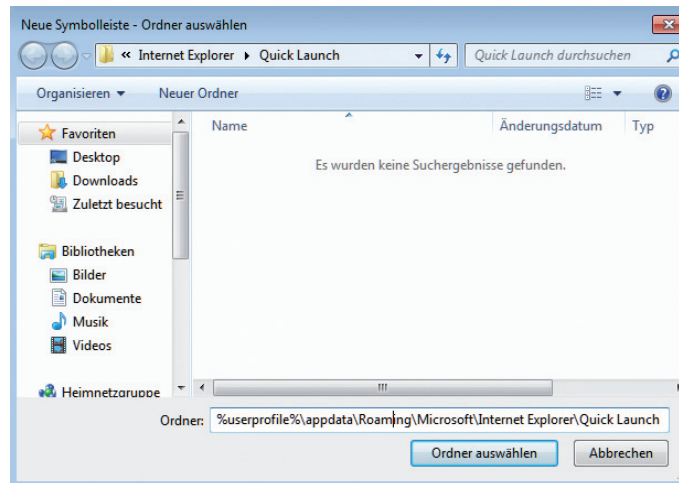 Neue Symbolleiste - Ordner auswählen
« Internet Explorer Quick Launch
Quick Launch durchsuchen
Organisieren
Neuer Ordner
Name
Änderungsdatum
Typ
Es wurden keine Suchergebnisse gefunden.
Favoriten
Desktop
Downloads
Zuletzt besucht
Bibliotheken
Bilder
Dokumente
Musik
Videos
Heimnetzgruppe
Ordner: %userprofile%\appdata\Roaming\Microsoft\Internet Explorer\Quick Launch
Ordner auswählen
Abbrechen